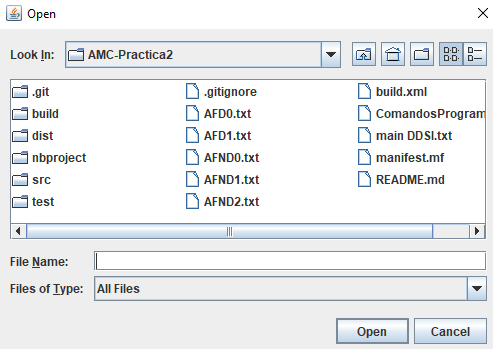 Open
Look In: AMC-Practica2
.git
build
dist
nbproject
src
test
.gitignore
AFD0.txt
AFD1.txt
AFND0.txt
AFND1.txt
AFND2.txt
build.xml
ComandosProgram
main DDSI.txt
manifest.mf
README.md
File Name:
Files of Type: All Files
Open Cancel